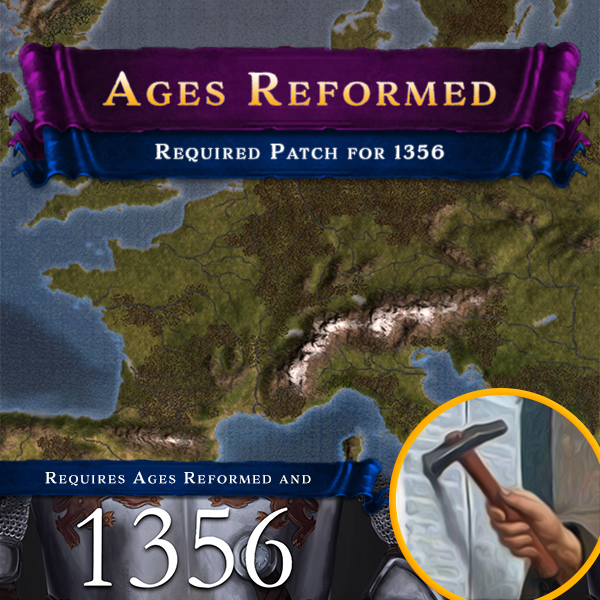 Ages Reformed
Required Patch for 1356
Requires Ages Reformed and
1356